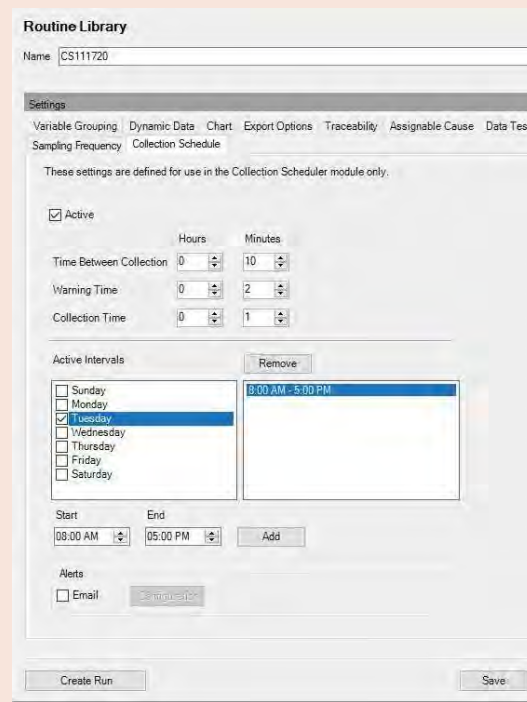 Routine Library
Name CS111720
Settings
Variable Grouping Dynamic Data Chart Export Options Traceability Assignable Cause Data Tes
Sampling Frequency Collection Schedule
These settings are defined for use in the Collection Scheduler module only.
Active
Hours Minutes
Time Between Collection 0 10
Warning Time 0 2
Collection Time 0 1
Active Intervals Remove
Sunday
Monday
Tuesday
Wednesday
Thursday
Friday
Saturday
8:00 AM - 5:00 PM
Start End
08:00 AM 05:00 PM Add
Alerts
Email
Create Run Save